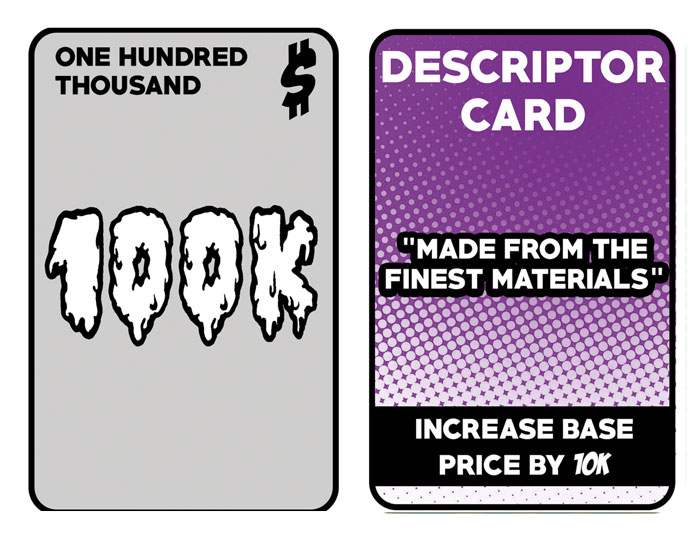 ONE HUNDRED
THOUSAND
$
100K
DESCRIPTOR
CARD
"MADE FROM THE
FINEST MATERIALS"
INCREASE BASE
PRICE BY 10K